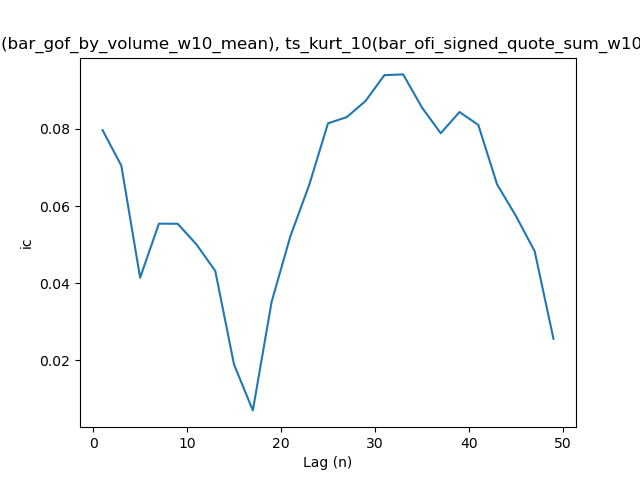 (bar_gof_by_volume_w10_mean), ts_kurt_10(bar_ofi_signed_quote_sum_w10
0.08
0.06
0.04
0.02
ic
0 10 20 30 40 50
Lag (n)